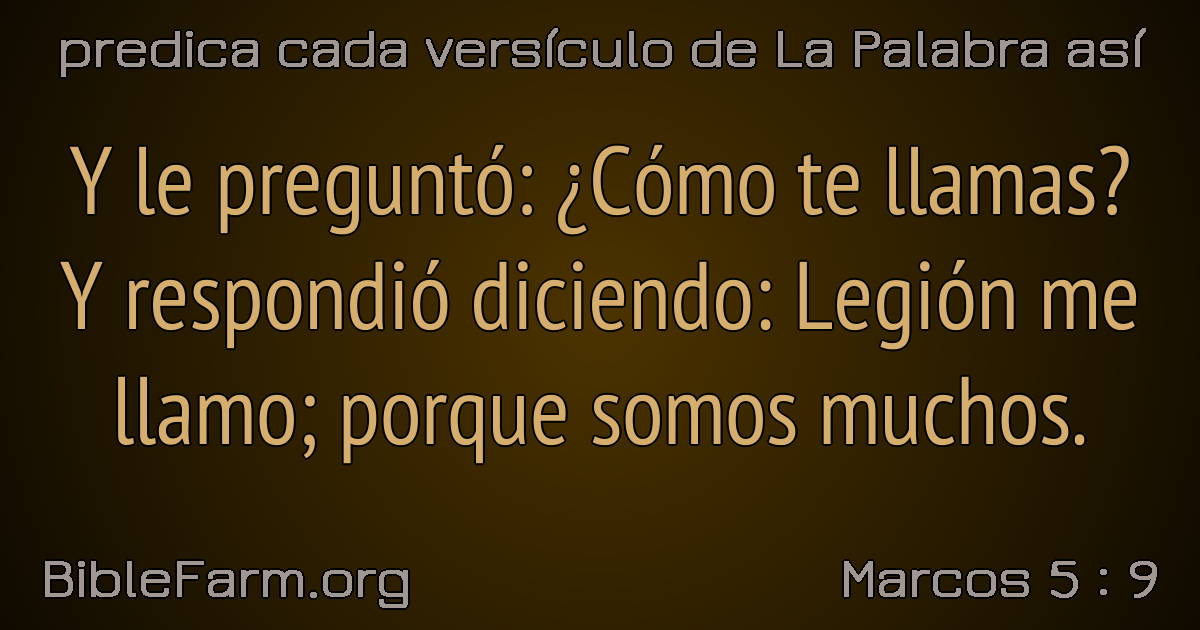 predica cada versículo de La Palabra así
Y le preguntó: ¿Cómo te llamas?
Y respondió diciendo: Legión me
llamo; porque somos muchos.
BibleFarm.org
Marcos 5 : 9